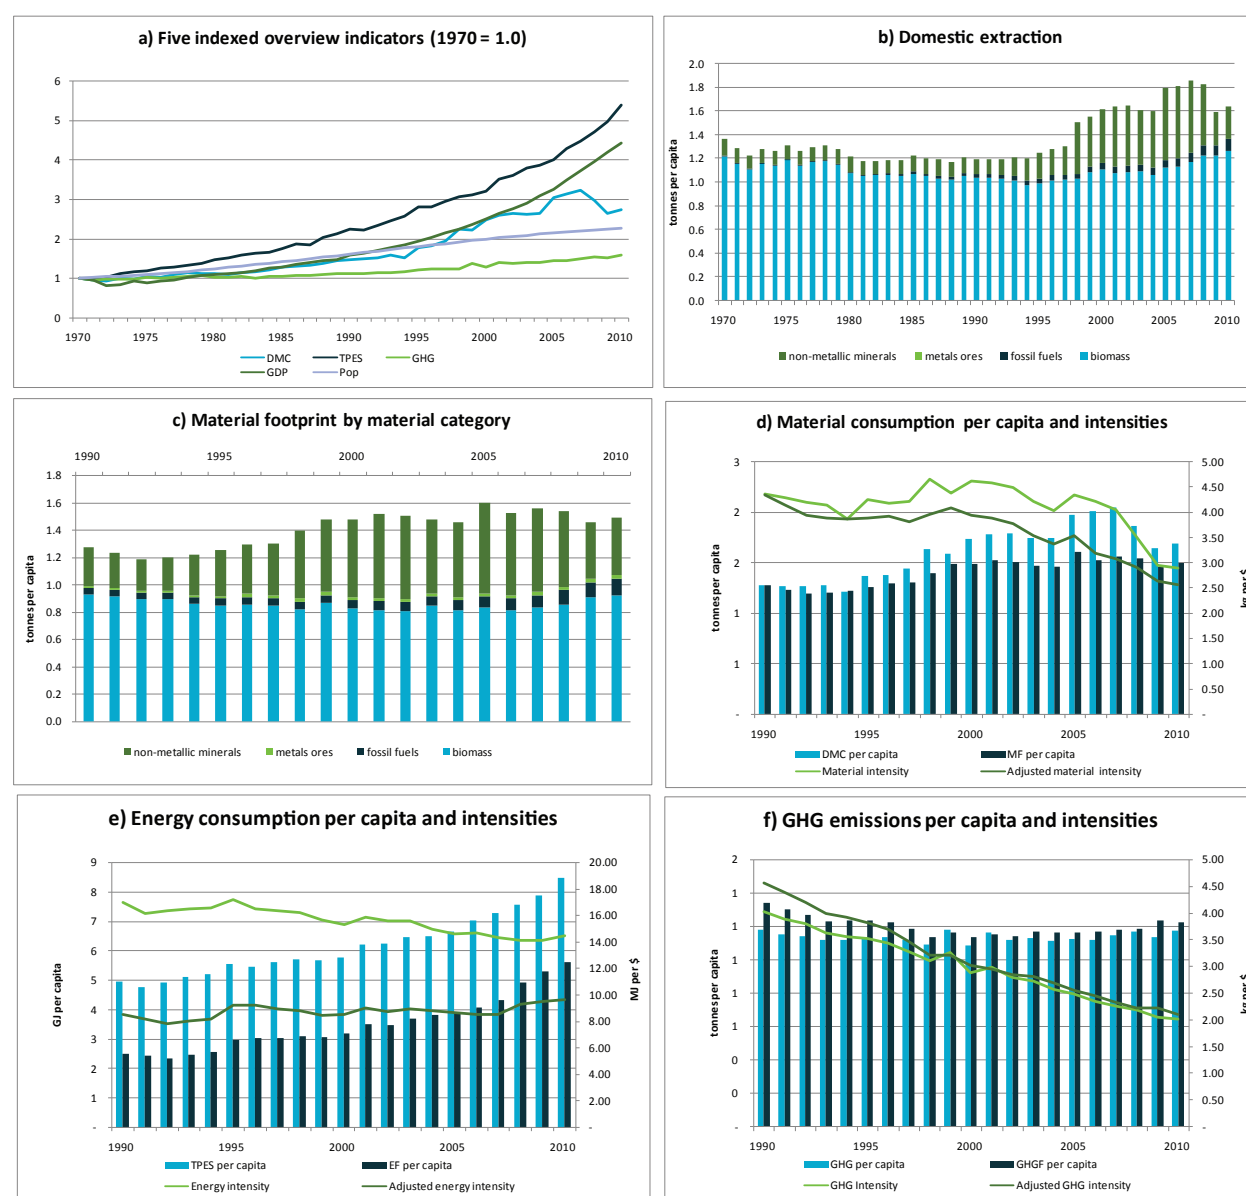 a) Five indexed overview indicators (1970 = 1.0)
6
5
4
3
2
1
0
1970 1975 1980 1985 1990 1995 2000 2005 2010
DMC TPES GHG
GDP Pop
b) Domestic extraction
tonnes per capita
2.0
1.8
1.6
1.4
1.2
1.0
0.8
0.6
0.4
0.2
0.0
1970 1975 1980 1985 1990 1995 2000 2005 2010
non-metallic minerals metals ores fossil fuels biomass
c) Material footprint by material category
1990 1995 2000 2005 2010
tonnes per capita
1.8
1.6
1.4
1.2
1.0
0.8
0.6
0.4
0.2
0.0
non-metallic minerals metals ores fossil fuels biomass
d) Material consumption per capita and intensities
tonnes per capita
3
2
2
1
1
-
5.00
4.50
4.00
3.50
3.00
2.50
2.00
1.50
1.00
0.50
-
kg per $
1990 1995 2000 2005 2010
DMC per capita MF per capita
Material intensity Adjusted material intensity
e) Energy consumption per capita and intensities
GJ per capita
9
8
7
6
5
4
3
2
1
-
20.00
18.00
16.00
14.00
12.00
10.00
8.00
6.00
4.00
2.00
-
MJ per $
1990 1995 2000 2005 2010
TPES per capita EF per capita
Energy intensity Adjusted energy intensity
f) GHG emissions per capita and intensities
tonnes per capita
2
1
1
1
1
1
0
0
-
5.00
4.50
4.00
3.50
3.00
2.50
2.00
1.50
1.00
0.50
-
kg per $
1990 1995 2000 2005 2010
GHG per capita GHGF per capita
GHG Intensity Adjusted GHG intensity